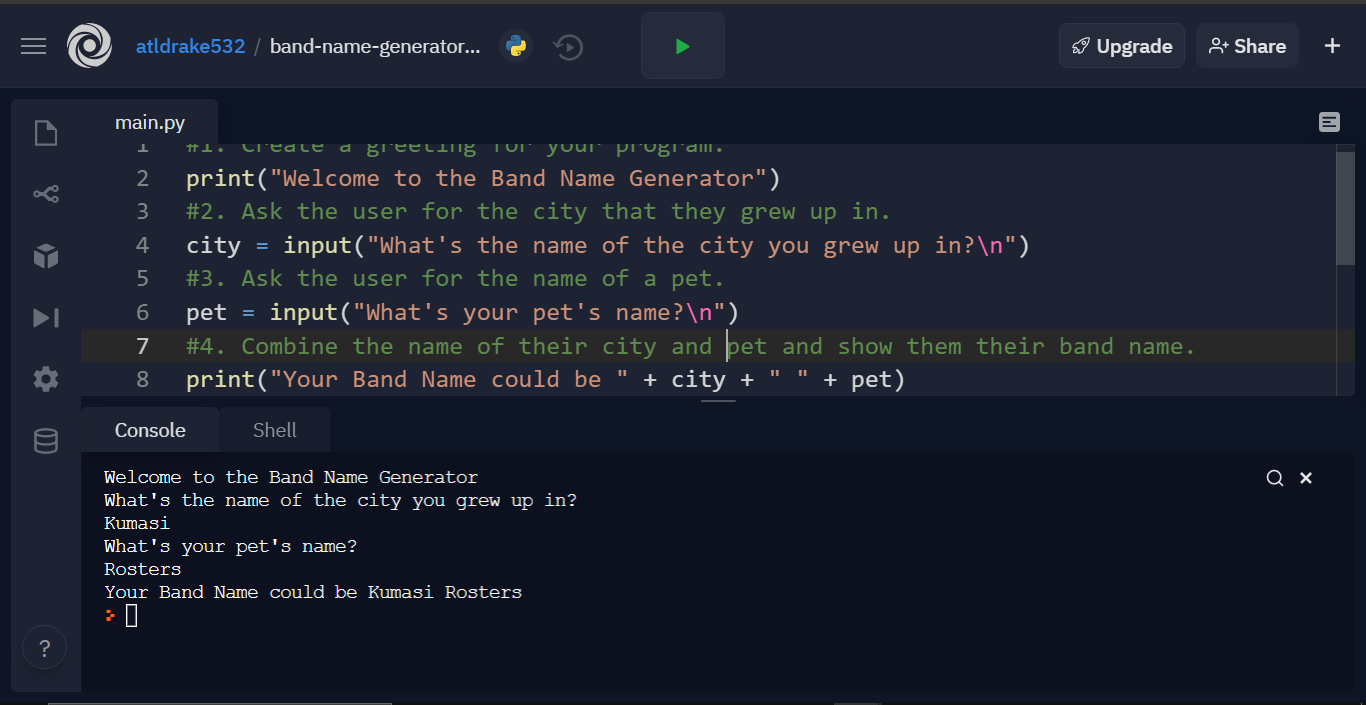 atldrake532 / band-name-generator...
Upgrade
Share
main.py
1 #1. Create a greeting for your program.
2 print("Welcome to the Band Name Generator")
3 #2. Ask the user for the city that they grew up in.
4 city = input("What's the name of the city you grew up in?\n")
5 #3. Ask the user for the name of a pet.
6 pet = input("What's your pet's name?\n")
7 #4. Combine the name of their city and pet and show them their band name.
8 print("Your Band Name could be " + city + " " + pet)
Console Shell
Welcome to the Band Name Generator
What's the name of the city you grew up in?
Kumasi
What's your pet's name?
Rosters
Your Band Name could be Kumasi Rosters
?